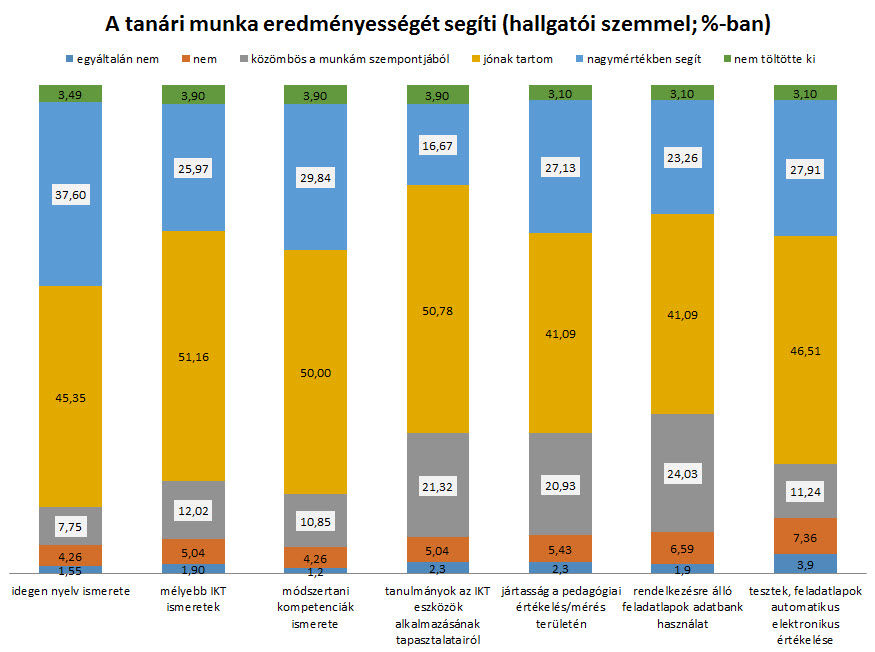 A tanári munka eredményességét segíti (hallgatói szemmel; %-ban)
egyáltalán nem nem közömbös a munkám szempontjából jónak tartom nagymértékben segít nem töltötte ki
3,49 3,90 3,90 3,90 3,10 3,10 3,10
37,60 25,97 29,84 16,67 27,13 23,26 27,91
45,35 51,16 50,00 50,78 41,09 41,09 46,51
7,75 12,02 10,85 21,32 20,93 24,03 11,24
4,26 5,04 4,26 5,04 5,43 6,59 7,36
1,55 1,90 1,2 2,3 2,3 1,9 3,9
idegen nyelv ismerete
mélyebb IKT
ismeretek
módszertani
kompetenciák
ismerete
tanulmányok az IKT
eszközök
alkalmazásának
tapasztalatairól
jártasság a pedagógiai
értékelés/mérés
területén
rendelkezésre álló
feladatlapok adatbank
használat
tesztek, feladatlapok
automatikus
elektronikus
értékelése